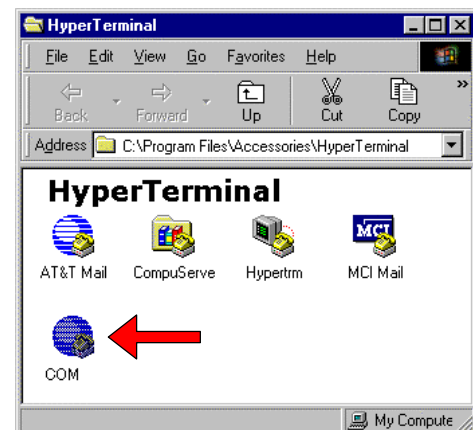 HyperTerminal
File Edit View Go Favorites Help
Back Forward Up Cut Copy »
Address C:\Program Files\Accessories\HyperTerminal
HyperTerminal
MCI
AT&T Mail CompuServe Hypertrm MCI Mail
COM
My Compute